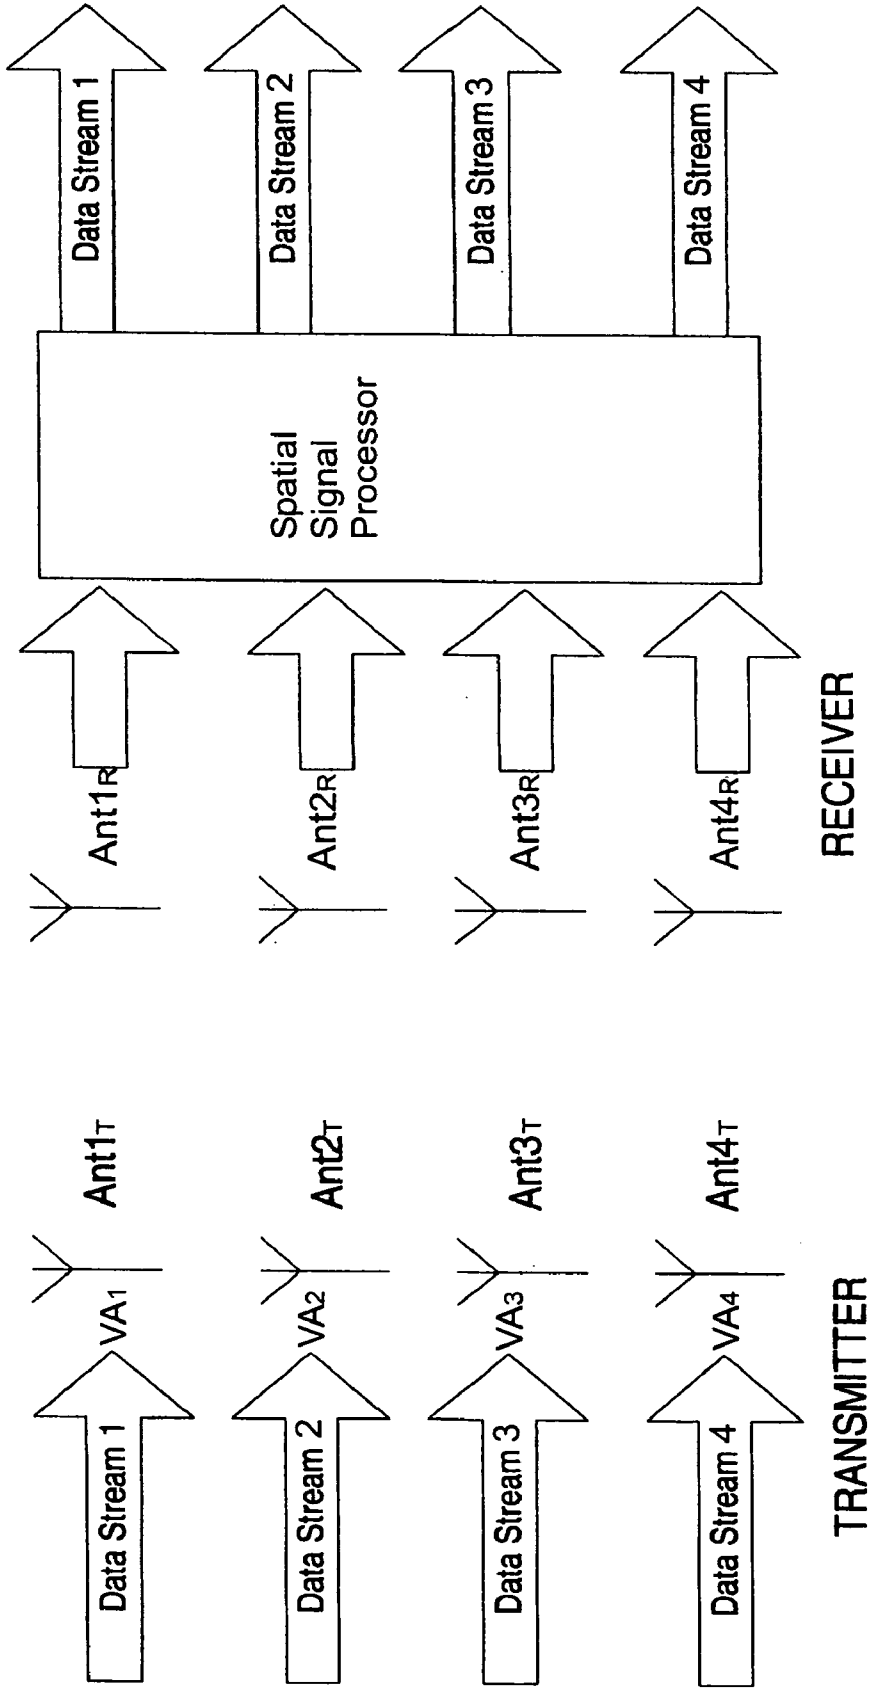 Data Stream 1
VA1
Ant1T
Ant1R
Data Stream 1
Data Stream 2
VA2
Ant2T
Ant2R
Data Stream 2
Spatial
Signal
Processor
Data Stream 3
VA3
Ant3T
Ant3R
Data Stream 3
Data Stream 4
VA4
Ant4T
Ant4R
Data Stream 4
TRANSMITTER
RECEIVER